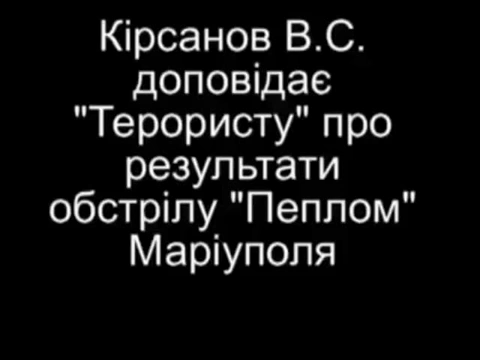 Кірсанов В.С.
доповідає
"Терористу" про
результати
обстрілу "Пеплом"
Маріуполя